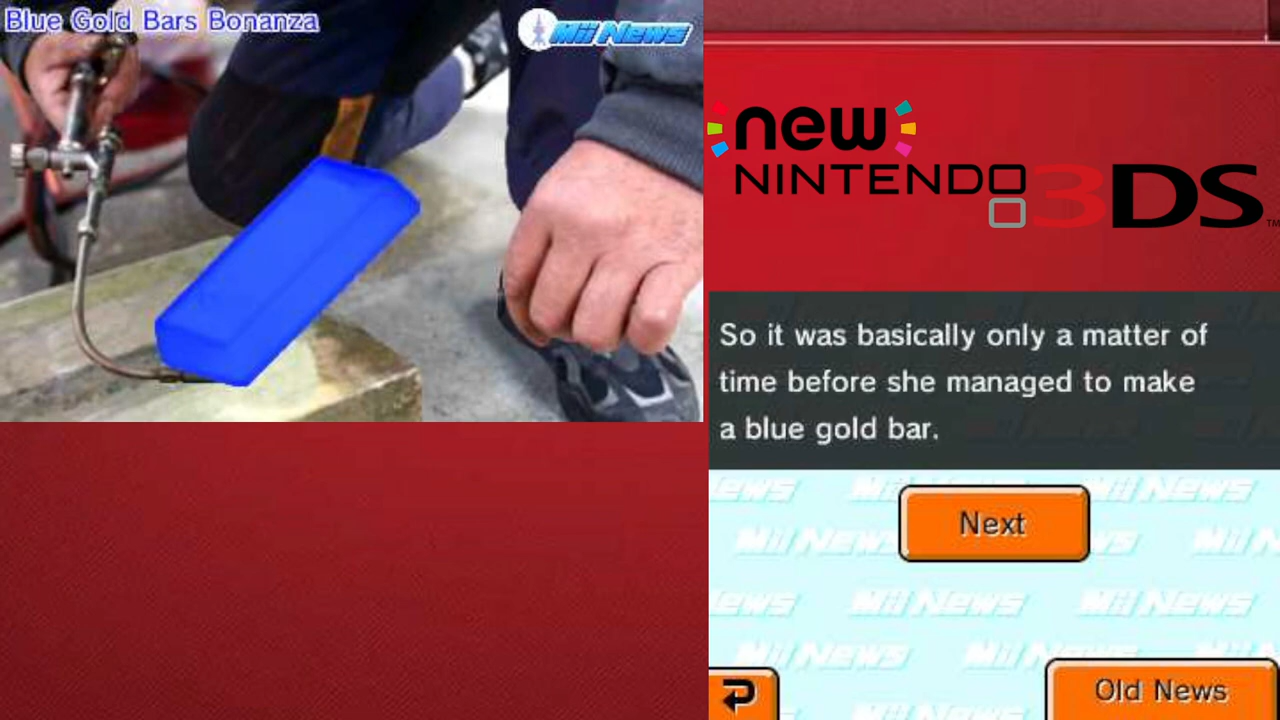 Blue Gold Bars Bonanza
Mii News
new
NINTENDO 3DS
TM
So it was basically only a matter of
time before she managed to make
a blue gold bar.
Next
Old News